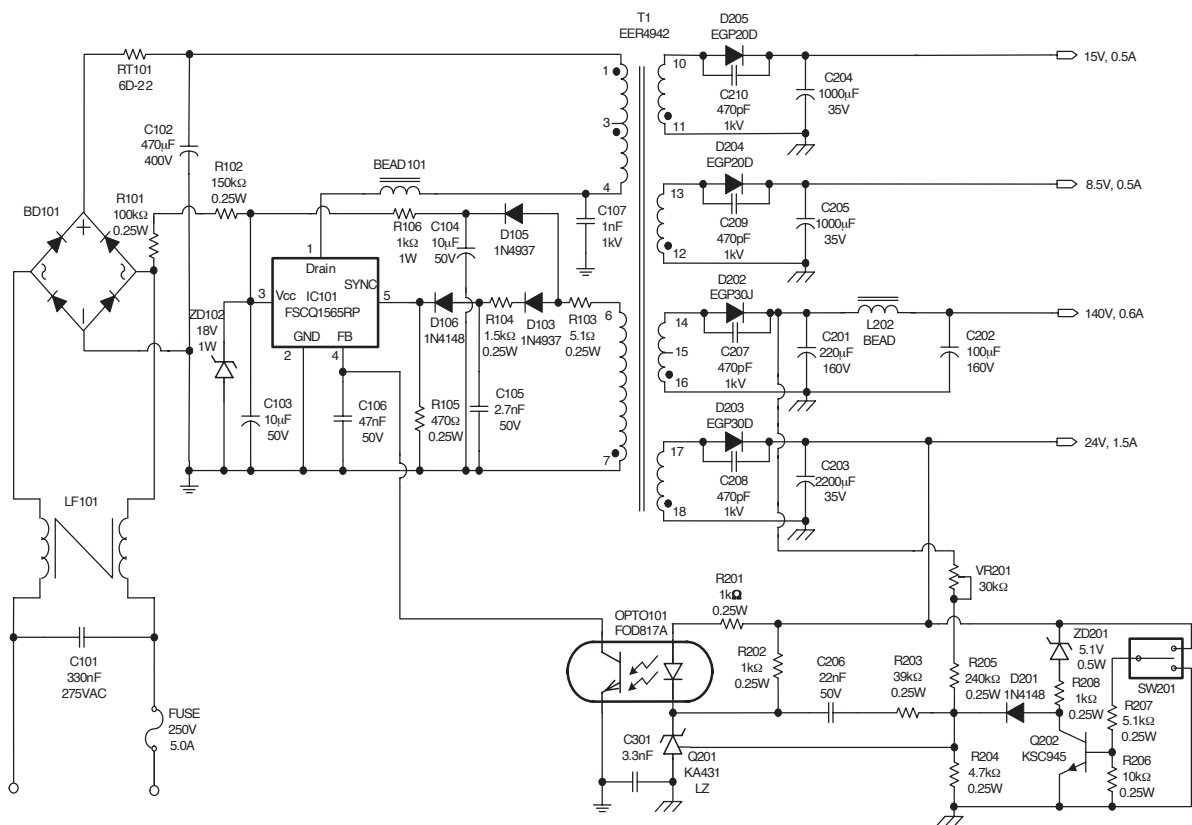 T1
EER4942
RT101
6D-22
C102
470μF
400V
R101
100kΩ
0.25W
R102
150kΩ
0.25W
BD101
BEAD101
1
3
4
C107
1nF
1kV
R106
1kΩ
1W
C104
10μF
50V
D105
1N4937
1
Drain
SYNC
IC101
FSCQ1565RP
3
Vcc
5
GND
FB
2
4
ZD102
18V
1W
C103
10μF
50V
C106
47nF
50V
D106
1N4148
R104
1.5kΩ
0.25W
D103
1N4937
R103
5.1Ω
0.25W
R105
470Ω
0.25W
C105
2.7nF
50V
6
7
LF101
C101
330nF
275VAC
FUSE
250V
5.0A
D205
EGP20D
10
11
C210
470pF
1kV
C204
1000μF
35V
15V, 0.5A
D204
EGP20D
13
12
C209
470pF
1kV
C205
1000μF
35V
8.5V, 0.5A
D202
EGP30J
14
15
16
C207
470pF
1kV
C201
220μF
160V
L202
BEAD
C202
100μF
160V
140V, 0.6A
D203
EGP30D
17
18
C208
470pF
1kV
C203
2200μF
35V
24V, 1.5A
VR201
30kΩ
OPTO101
FOD817A
R201
1kΩ
0.25W
R202
1kΩ
0.25W
C206
22nF
50V
R203
39kΩ
0.25W
R205
240kΩ
0.25W
D201
1N4148
ZD201
5.1V
0.5W
R208
1kΩ
0.25W
SW201
R207
5.1kΩ
0.25W
C301
3.3nF
Q201
KA431
LZ
R204
4.7kΩ
0.25W
Q202
KSC945
R206
10kΩ
0.25W